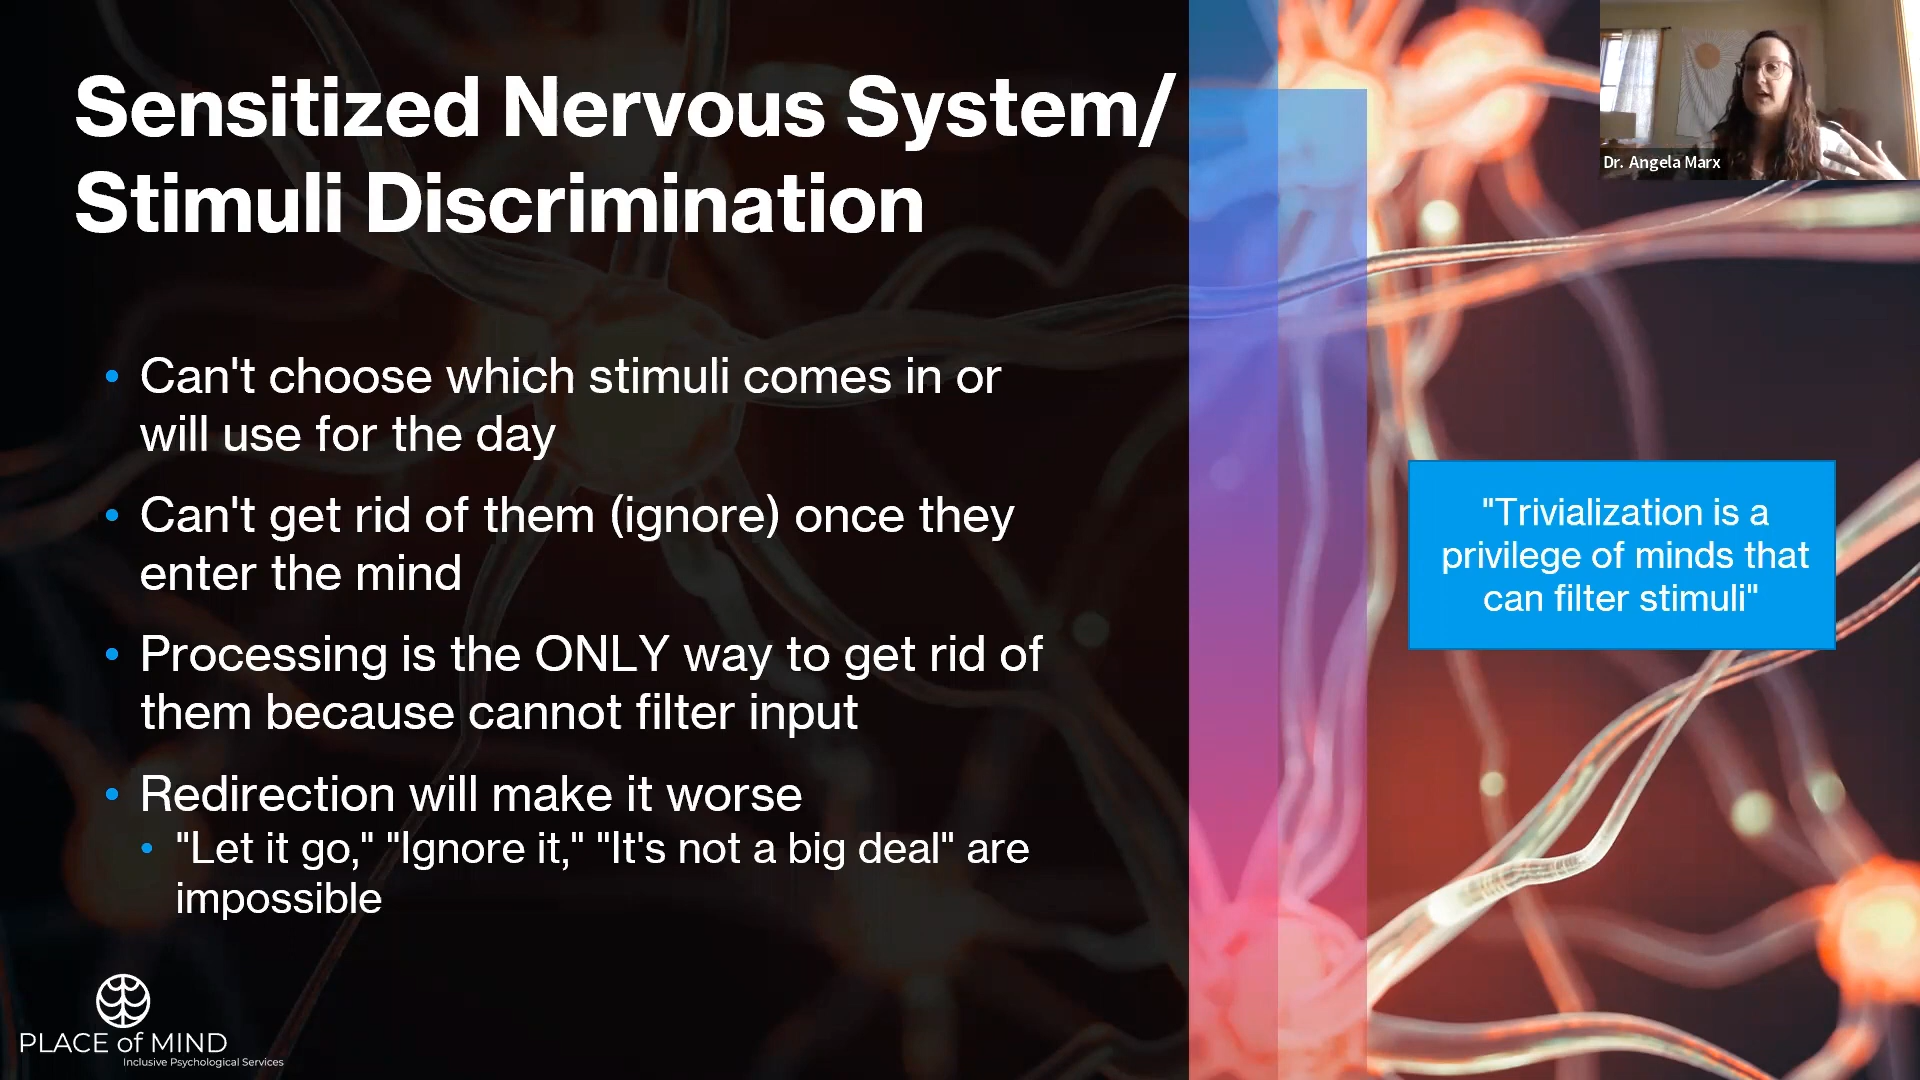 Sensitized Nervous System/
Stimuli Discrimination
Dr. Angela Marx
• Can't choose which stimuli comes in or
will use for the day
• Can't get rid of them (ignore) once they
enter the mind
• Processing is the ONLY way to get rid of
them because cannot filter input
• Redirection will make it worse
• "Let it go," "Ignore it," "It's not a big deal" are
impossible
"Trivialization is a
privilege of minds that
can filter stimuli"
PLACE of MIND
Inclusive Psychological Services